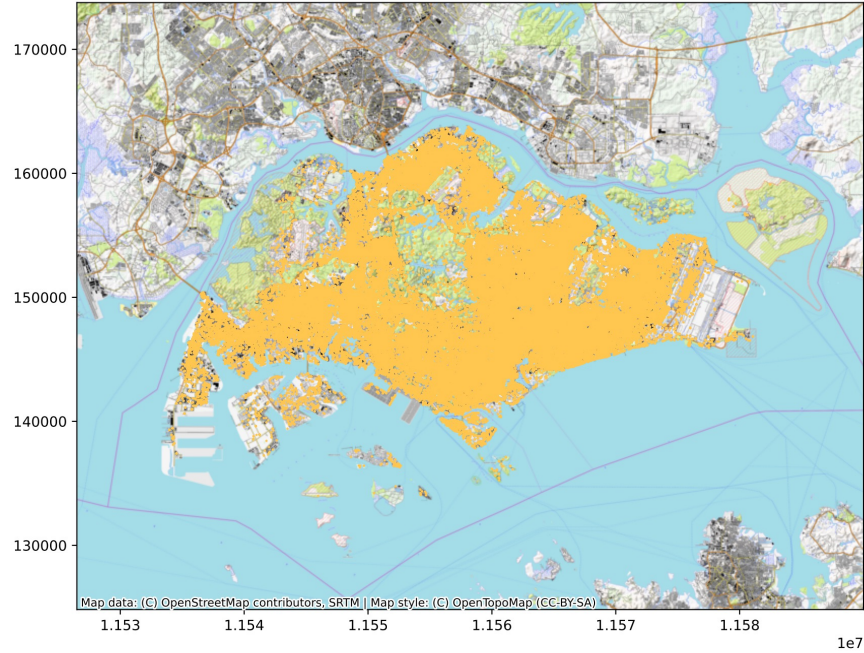 170000
160000
150000
140000
130000
Map data: (C) OpenStreetMap contributors, SRTM | Map style: (C) OpenTopoMap (CC-BY-SA)
1.153 1.154 1.155 1.156 1.157 1.158
1e7